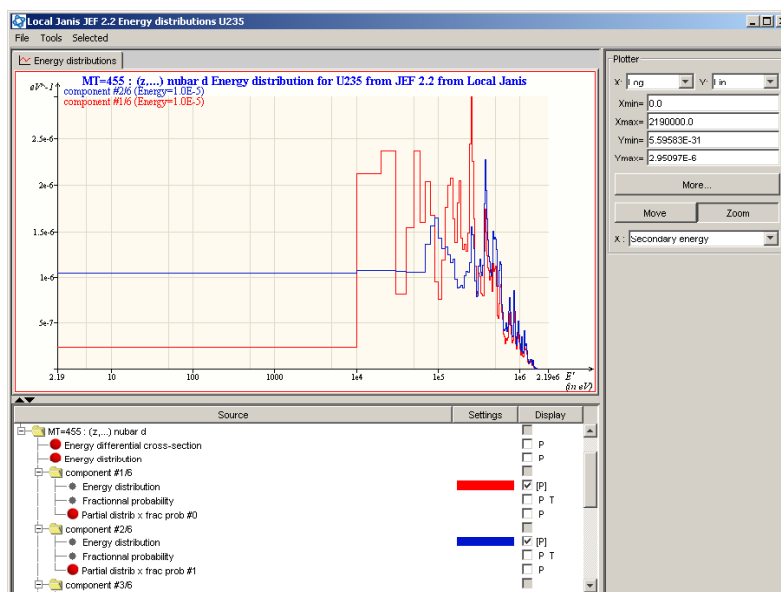 Local Janis JEF 2.2 Energy distributions U235
File Tools Selected
Energy distributions
MT=455 : (z,...) nubar d Energy distribution for U235 from JEF 2.2 from Local Janis
eV^-1
component #2/6 (Energy=1.0E-5)
component #1/6 (Energy=1.0E-5)
2.5e-6
2e-6
1.5e-6
1e-6
5e-7
2.19 10 100 1000 1e4 1e5 1e6 2.19e6 E'
(in eV)
Plotter
X: Log Y: Lin
Xmin= 0.0
Xmax= 2190000.0
Ymin= 5.59583E-31
Ymax= 2.95097E-6
More...
Move Zoom
X : Secondary energy
Source Settings Display
MT=455 : (z,...) nubar d
Energy differential cross-section P
Energy distribution P
component #1/6
Energy distribution [P]
Fractionnal probability P T
Partial distrib x frac prob #0 P
component #2/6
Energy distribution [P]
Fractionnal probability P T
Partial distrib x frac prob #1 P
component #3/6